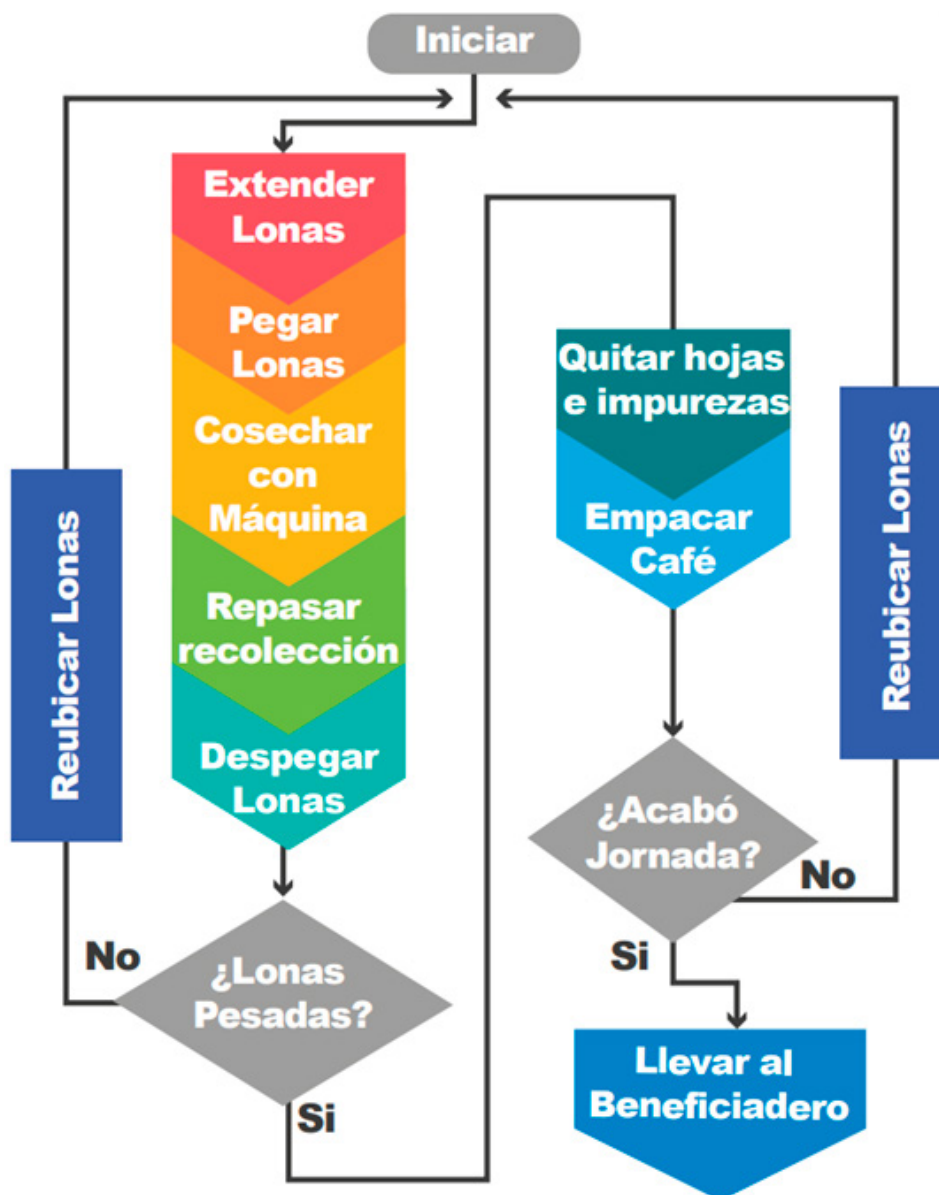 Iniciar
Extender
Lonas
Pegar
Lonas
Cosechar
con
Máquina
Repasar
recolección
Despegar
Lonas
¿Lonas
Pesadas?
No
Reubicar Lonas
Si
Quitar hojas
e impurezas
Empacar
Café
¿Acabó
Jornada?
No
Reubicar Lonas
Si
Llevar al
Beneficiadero